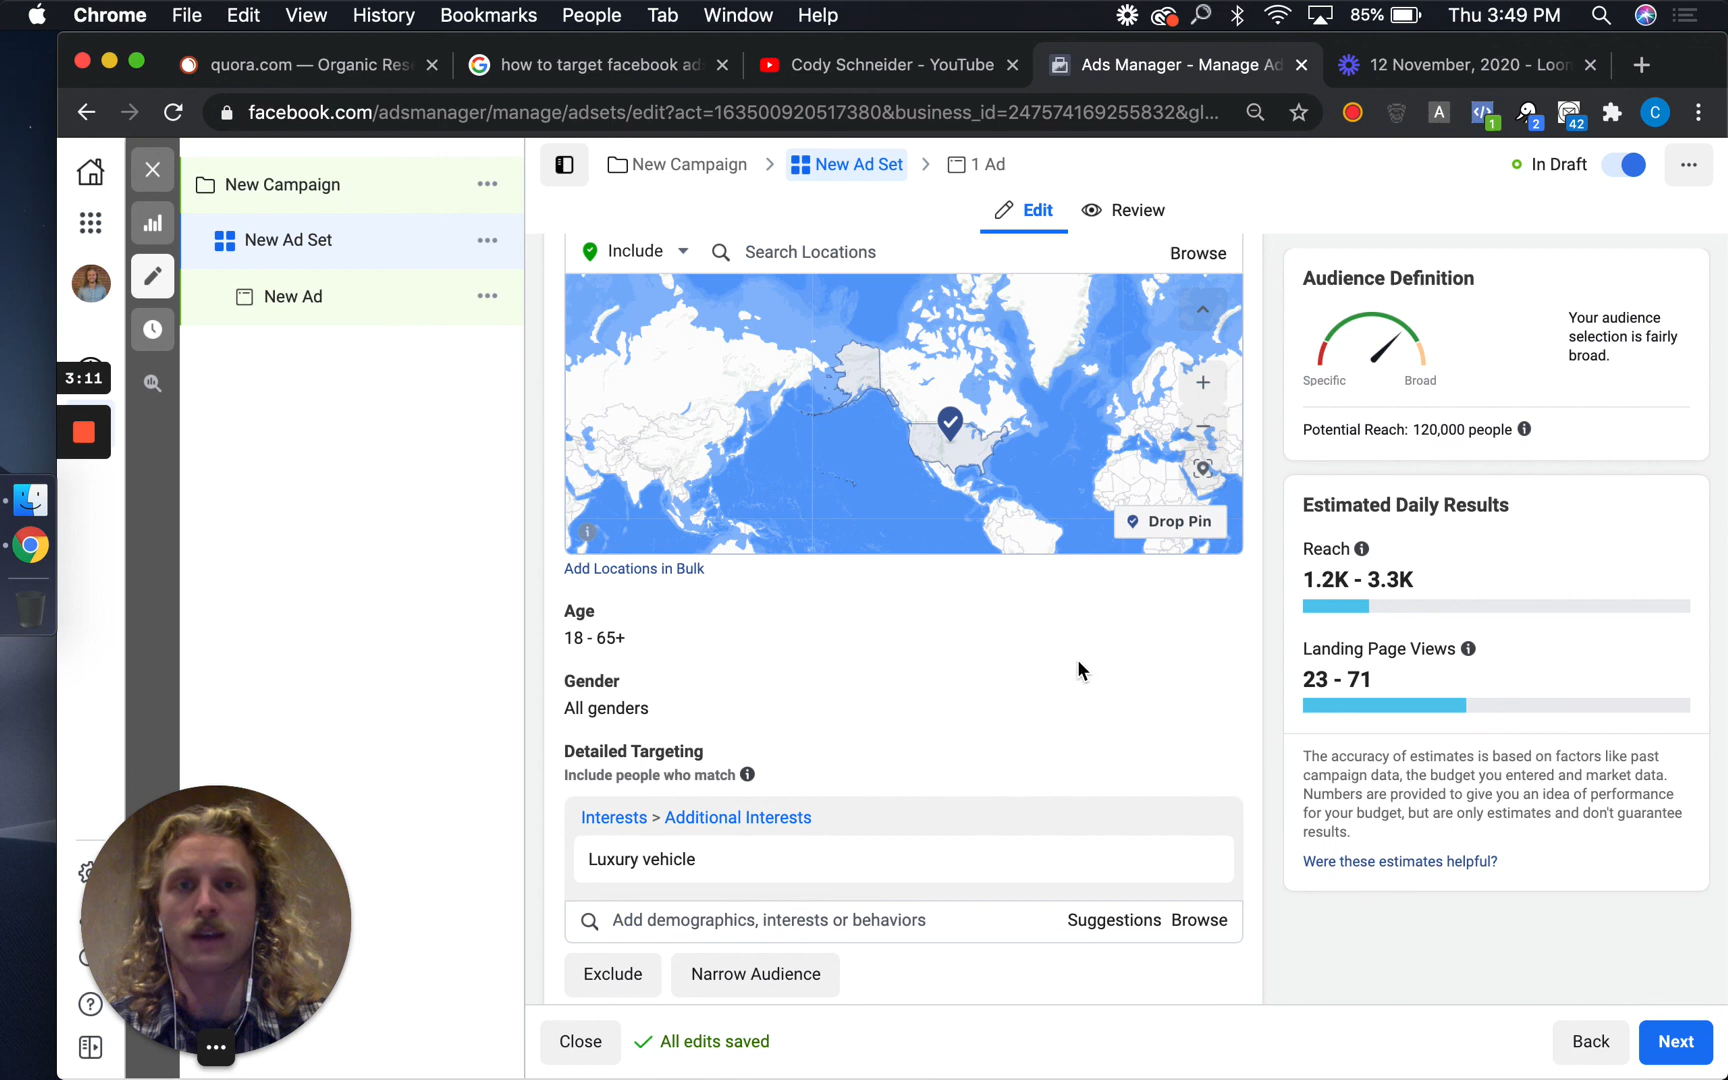 Chrome File Edit View History Bookmarks People Tab Window Help 85% Thu 3:49 PM
quora.com — Organic Res
how to target facebook ad
Cody Schneider - YouTube
Ads Manager - Manage Ad
12 November, 2020 - Loom
facebook.com/adsmanager/manage/adsets/edit?act=163500920517380&business_id=247574169255832&gl...
A
1
2
42
C
New Campaign
New Ad Set
New Ad
3:11
New Campaign > New Ad Set > 1 Ad
In Draft
Edit
Review
Include
Search Locations
Browse
Drop Pin
Add Locations in Bulk
Age
18 - 65+
Gender
All genders
Detailed Targeting
Include people who match
Interests > Additional Interests
Luxury vehicle
Add demographics, interests or behaviors
Suggestions
Browse
Exclude
Narrow Audience
Close
All edits saved
Back
Next
Audience Definition
Specific
Broad
Your audience
selection is fairly
broad.
Potential Reach: 120,000 people
Estimated Daily Results
Reach
1.2K - 3.3K
Landing Page Views
23 - 71
The accuracy of estimates is based on factors like past
campaign data, the budget you entered and market data.
Numbers are provided to give you an idea of performance
for your budget, but are only estimates and don't guarantee
results.
Were these estimates helpful?